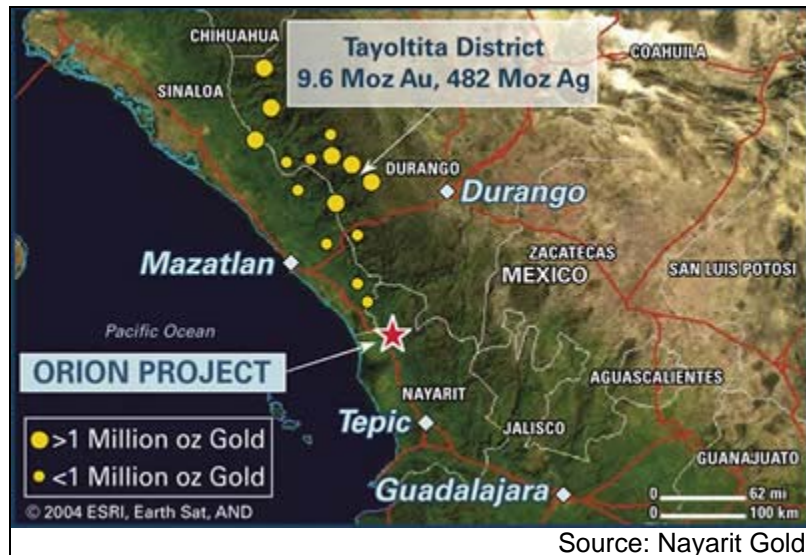 CHIHUAHUA
Tayoltita District
9.6 Moz Au, 482 Moz Ag
COAHUILA
SINALOA
DURANGO
Durango
Mazatlan
ZACATECAS
MEXICO
SAN LUIS POTOSI
Pacific Ocean
ORION PROJECT
NAYARIT
AGUASCALIENTES
Tepic
JALISCO
>1 Million oz Gold
<1 Million oz Gold
GUANAJUATO
Guadalajara
0 62 mi
0 100 km
© 2004 ESRI, Earth Sat, AND
Source: Nayarit Gold